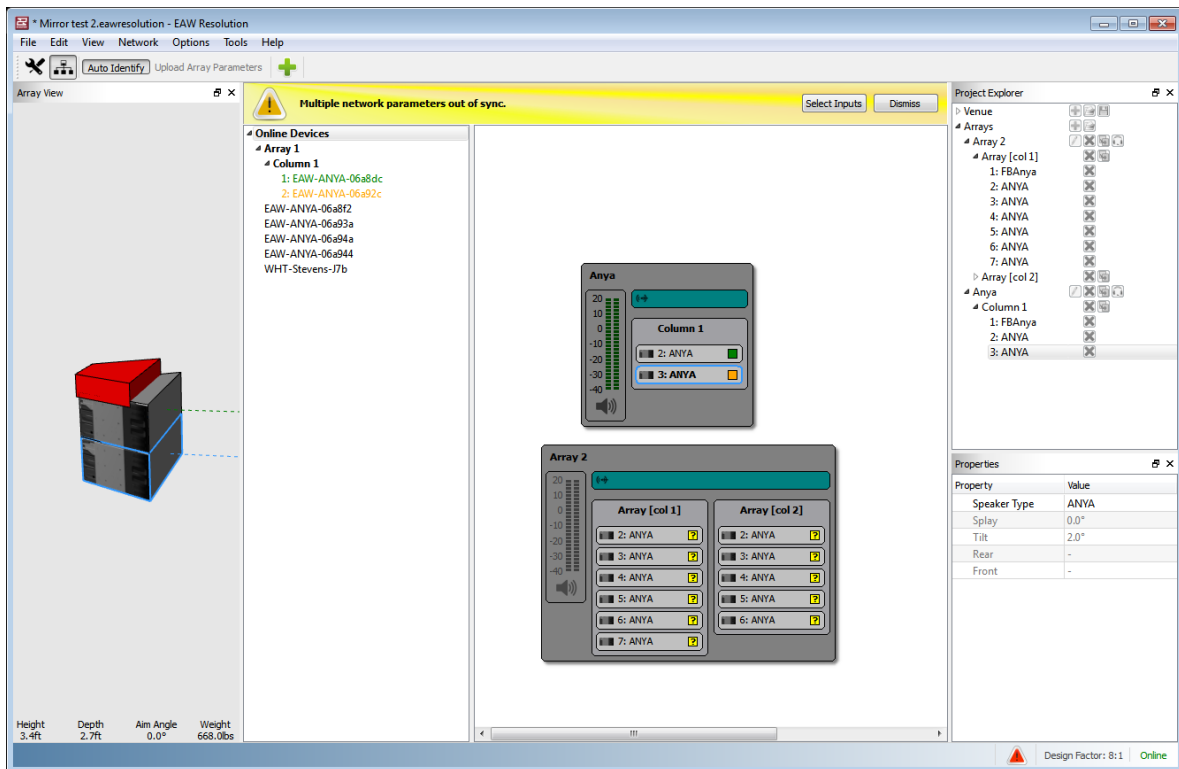 * Mirror test 2.eawresolution - EAW Resolution
File Edit View Network Options Tools Help
Auto Identify Upload Array Parameters
Array View
Multiple network parameters out of sync.
Select Inputs Dismiss
Online Devices
Array 1
Column 1
1: EAW-ANYA-06a8dc
2: EAW-ANYA-06a92c
EAW-ANYA-06a8f2
EAW-ANYA-06a93a
EAW-ANYA-06a94a
EAW-ANYA-06a944
WHT-Stevens-J7b
Anya
20
10
0
-10
-20
-30
-40
Column 1
2: ANYA
3: ANYA
Array 2
20
10
0
-10
-20
-30
-40
Array [col 1]
2: ANYA ?
3: ANYA ?
4: ANYA ?
5: ANYA ?
6: ANYA ?
7: ANYA ?
Array [col 2]
2: ANYA ?
3: ANYA ?
4: ANYA ?
5: ANYA ?
6: ANYA ?
Project Explorer
Venue
Arrays
Array 2
Array [col 1]
1: FBAnya
2: ANYA
3: ANYA
4: ANYA
5: ANYA
6: ANYA
7: ANYA
Array [col 2]
Anya
Column 1
1: FBAnya
2: ANYA
3: ANYA
Properties
Property Value
Speaker Type ANYA
Splay 0.0°
Tilt 2.0°
Rear -
Front -
Height Depth Aim Angle Weight
3.4ft 2.7ft 0.0° 668.0lbs
Design Factor: 8:1 Online